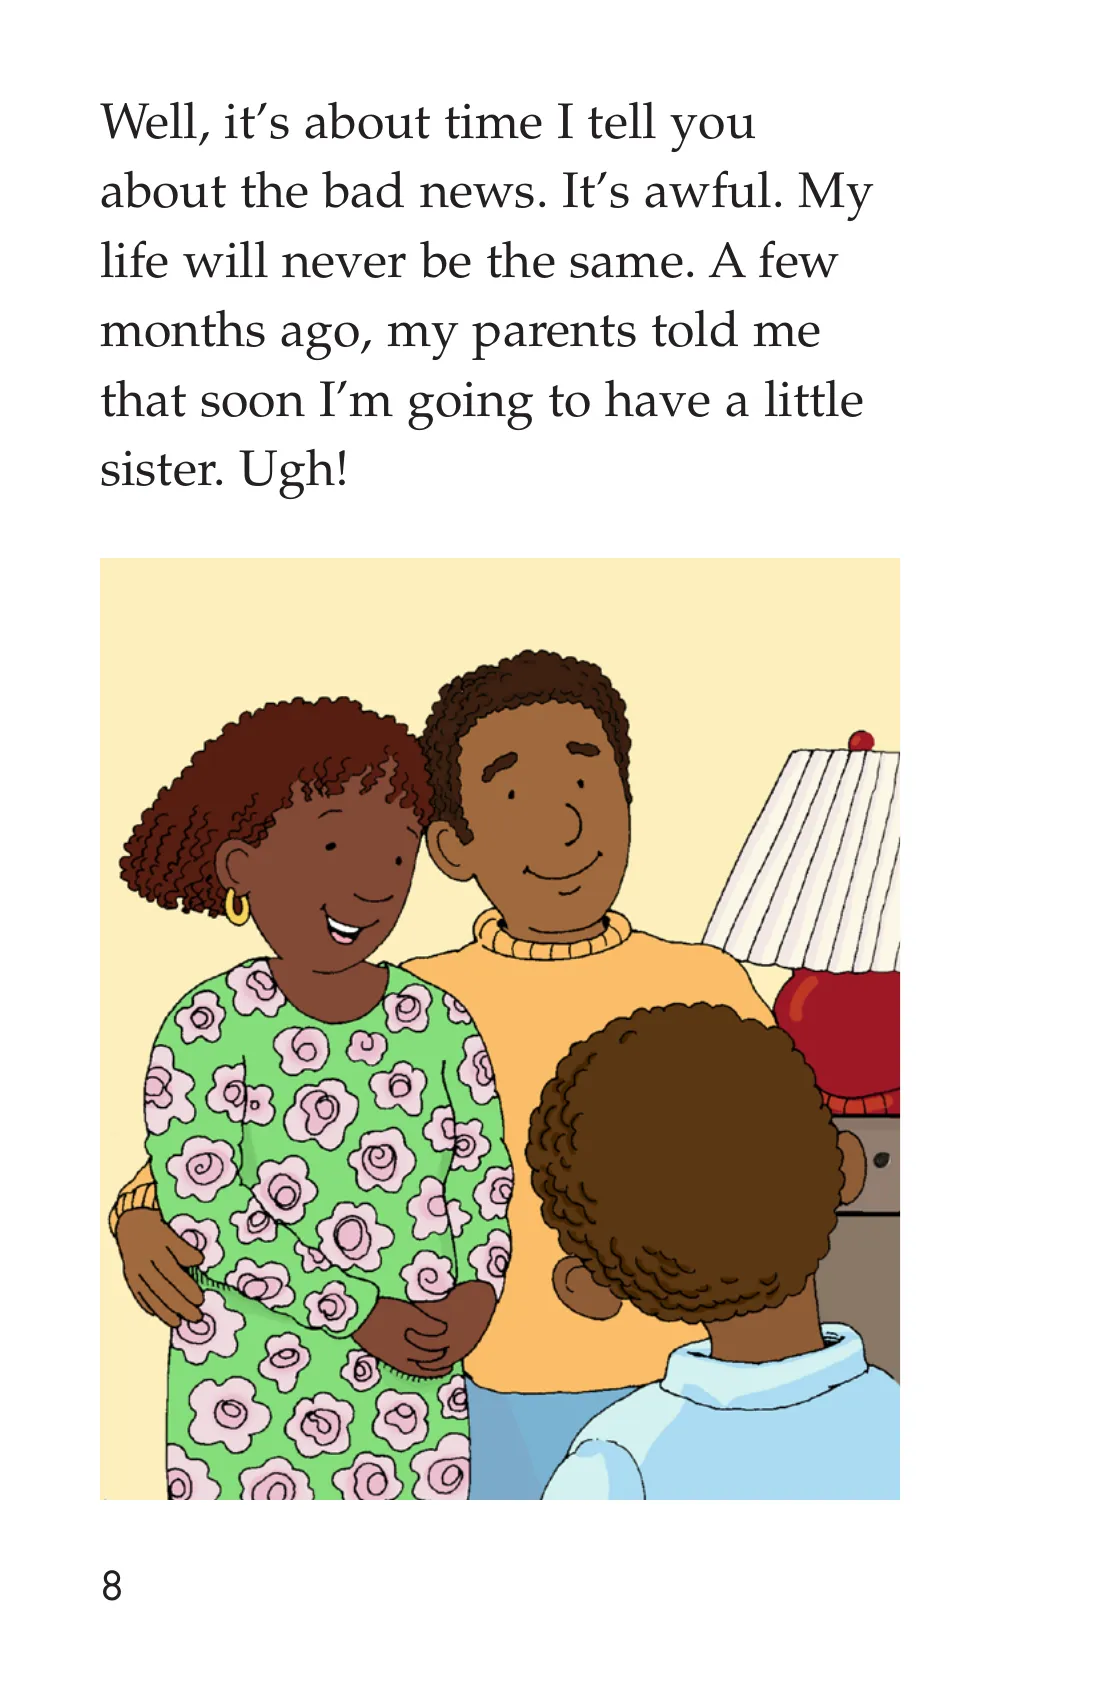 Well, it’s about time I tell you
about the bad news. It’s awful. My
life will never be the same. A few
months ago, my parents told me
that soon I’m going to have a little
sister. Ugh!
8